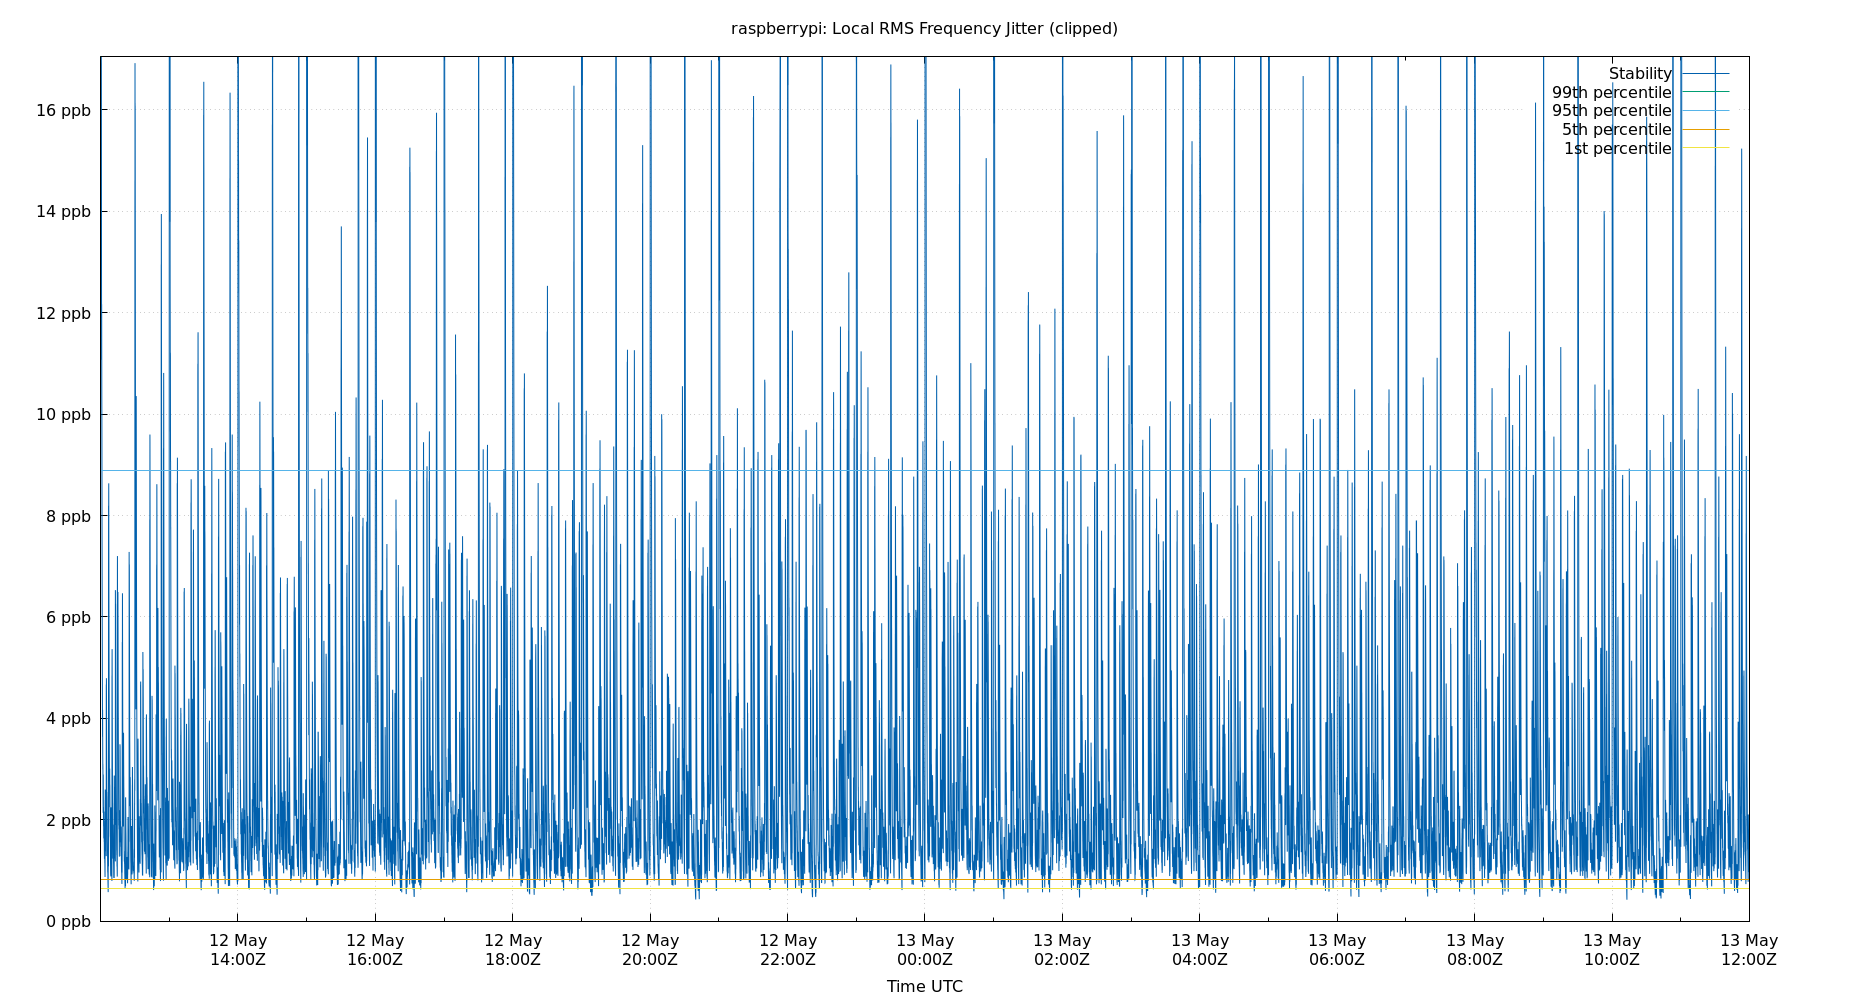 raspberrypi: Local RMS Frequency Jitter (clipped)
Stability
99th percentile
95th percentile
5th percentile
1st percentile
16 ppb
14 ppb
12 ppb
10 ppb
8 ppb
6 ppb
4 ppb
2 ppb
0 ppb
12 May 12 May 12 May 12 May 12 May 13 May 13 May 13 May 13 May 13 May 13 May 13 May
14:00Z 16:00Z 18:00Z 20:00Z 22:00Z 00:00Z 02:00Z 04:00Z 06:00Z 08:00Z 10:00Z 12:00Z
Time UTC